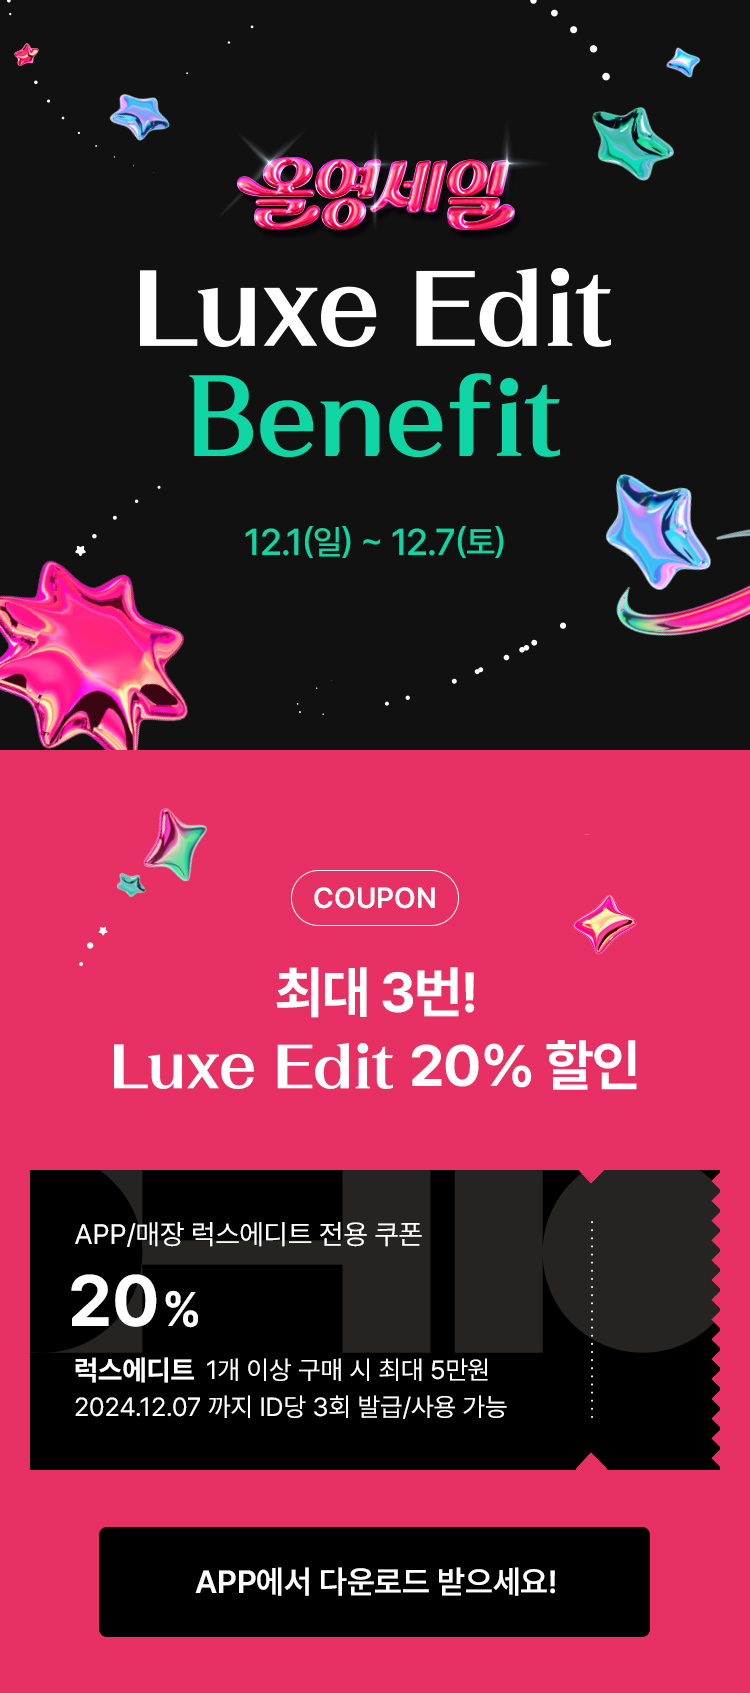 올영세일
Luxe Edit
Benefit
12.1(일) ~ 12.7(토)
COUPON
최대 3번!
Luxe Edit 20% 할인
APP/매장 럭스에디트 전용 쿠폰
20%
럭스에디트 1개 이상 구매 시 최대 5만원
2024.12.07 까지 ID당 3회 발급/사용 가능
APP에서 다운로드 받으세요!